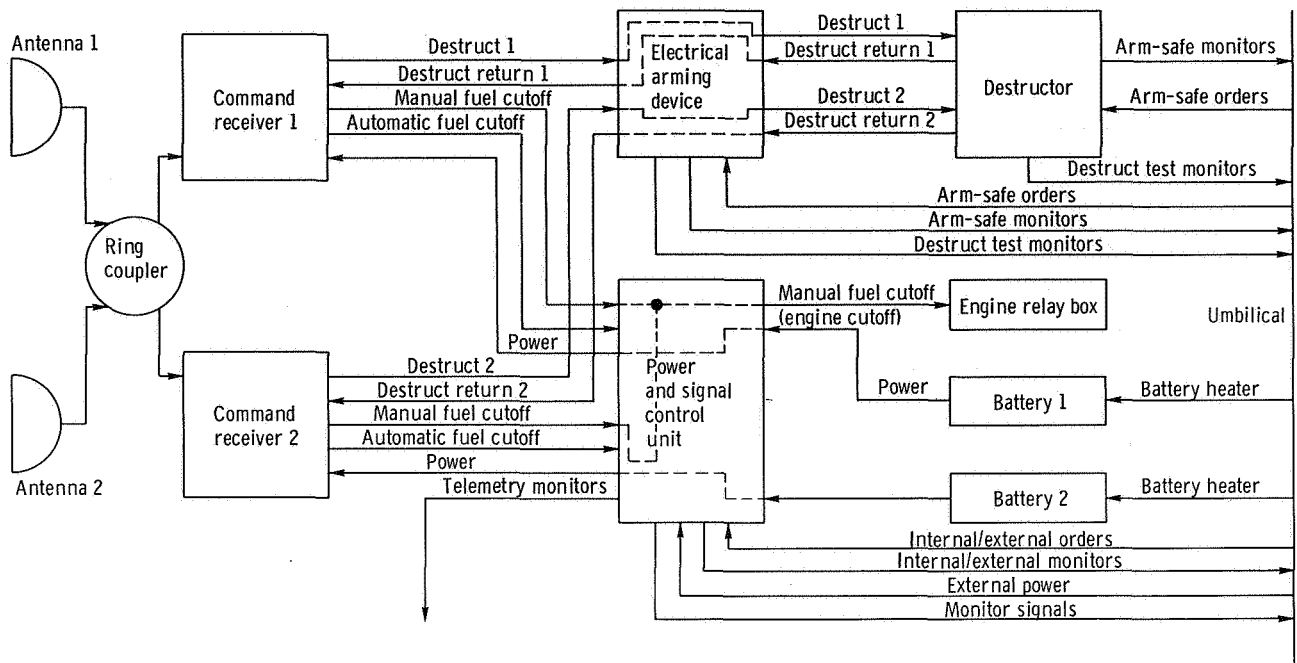 Antenna 1
Command
receiver 1
Destruct 1
Destruct return 1
Manual fuel cutoff
Automatic fuel cutoff
Electrical
arming
device
Destruct 1
Destruct return 1
Destruct 2
Destruct return 2
Destructor
Arm-safe monitors
Arm-safe orders
Destruct test monitors
Arm-safe orders
Arm-safe monitors
Destruct test monitors
Ring
coupler
Power
Manual fuel cutoff
(engine cutoff)
Engine relay box
Umbilical
Command
receiver 2
Destruct 2
Destruct return 2
Manual fuel cutoff
Automatic fuel cutoff
Power
Telemetry monitors
Power
and signal
control
unit
Power
Battery 1
Battery heater
Battery 2
Battery heater
Antenna 2
Internal/external orders
Internal/external monitors
External power
Monitor signals